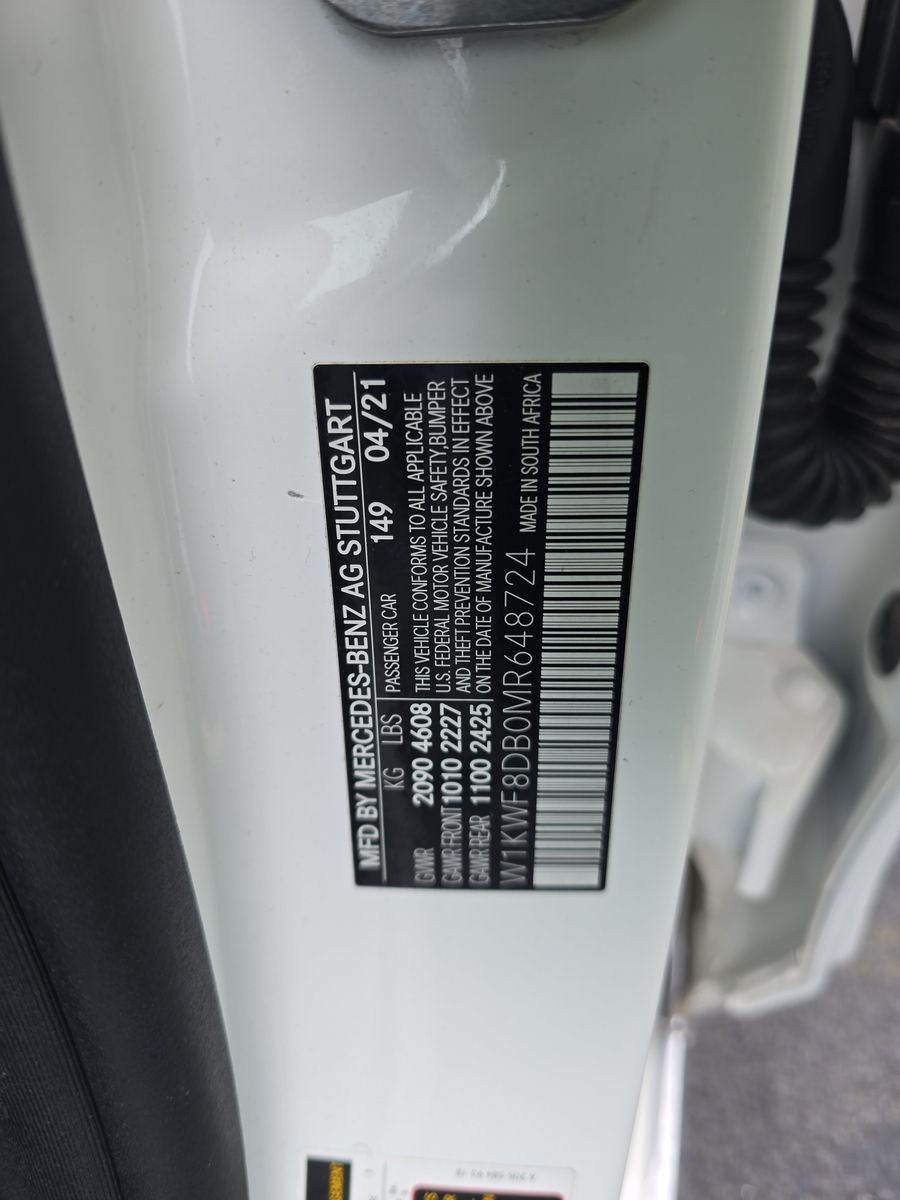 MFD BY MERCEDES-BENZ AG STUTTGART
KG LBS PASSENGER CAR 149 04/21
GVWR 2090 4608 THIS VEHICLE CONFORMS TO ALL APPLICABLE
GAWR FRONT 1010 2227 U.S. FEDERAL MOTOR VEHICLE SAFETY, BUMPER
GAWR REAR 1100 2425 AND THEFT PREVENTION STANDARDS IN EFFECT
ON THE DATE OF MANUFACTURE SHOWN ABOVE
W1KWF8DB0MR648724 MADE IN SOUTH AFRICA